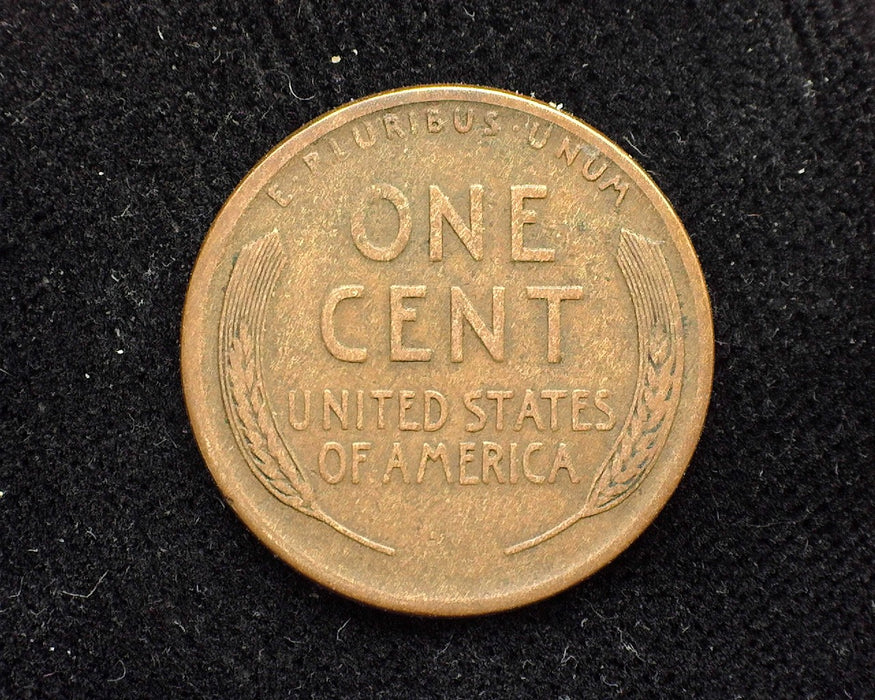 E · PLURIBUS · UNUM
ONE
CENT
UNITED STATES
OF AMERICA